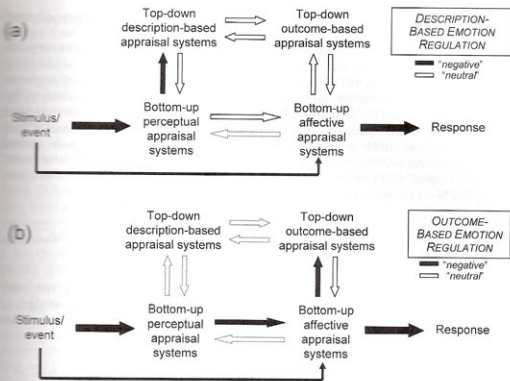 (a)
Top-down
description-based
appraisal systems
Top-down
outcome-based
appraisal systems
DESCRIPTION-
BASED EMOTION
REGULATION
"negative"
"neutral"
Stimulus/
event
Bottom-up
perceptual
appraisal
systems
Bottom-up
affective
appraisal
systems
Response
(b)
Top-down
description-based
appraisal systems
Top-down
outcome-based
appraisal systems
OUTCOME-
BASED EMOTION
REGULATION
"negative"
"neutral"
Stimulus/
event
Bottom-up
perceptual
appraisal
systems
Bottom-up
affective
appraisal
systems
Response